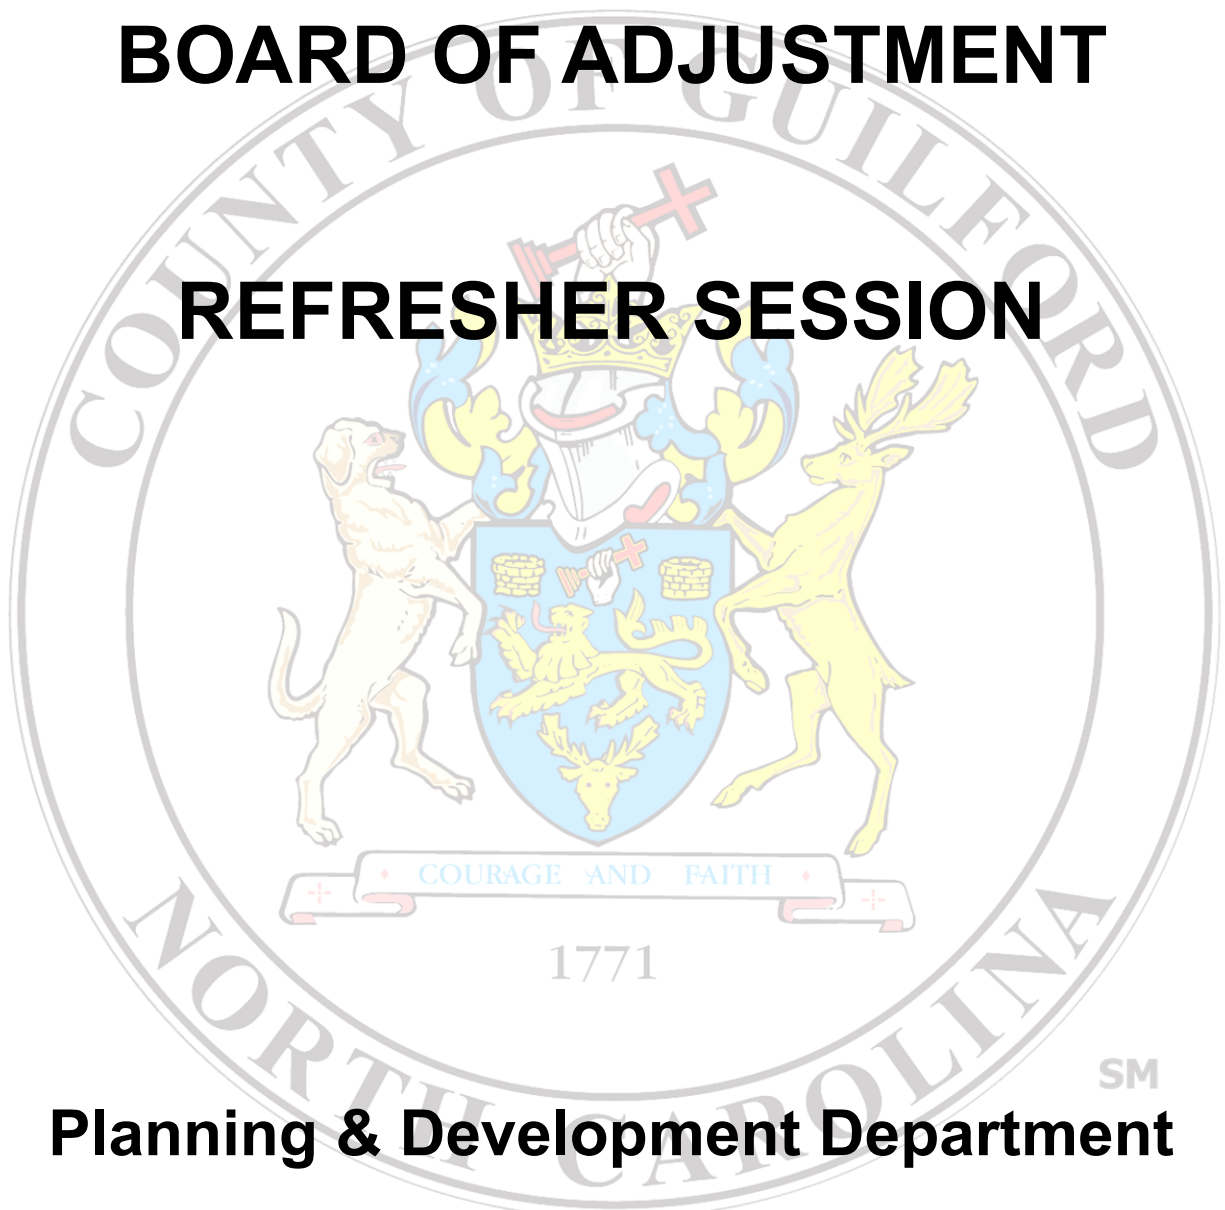 BOARD OF ADJUSTMENT
COUNTY OF GUILFORD
REFRESHER SESSION
COURAGE AND FAITH
1771
SM
Planning & Development Department
NORTH CAROLINA